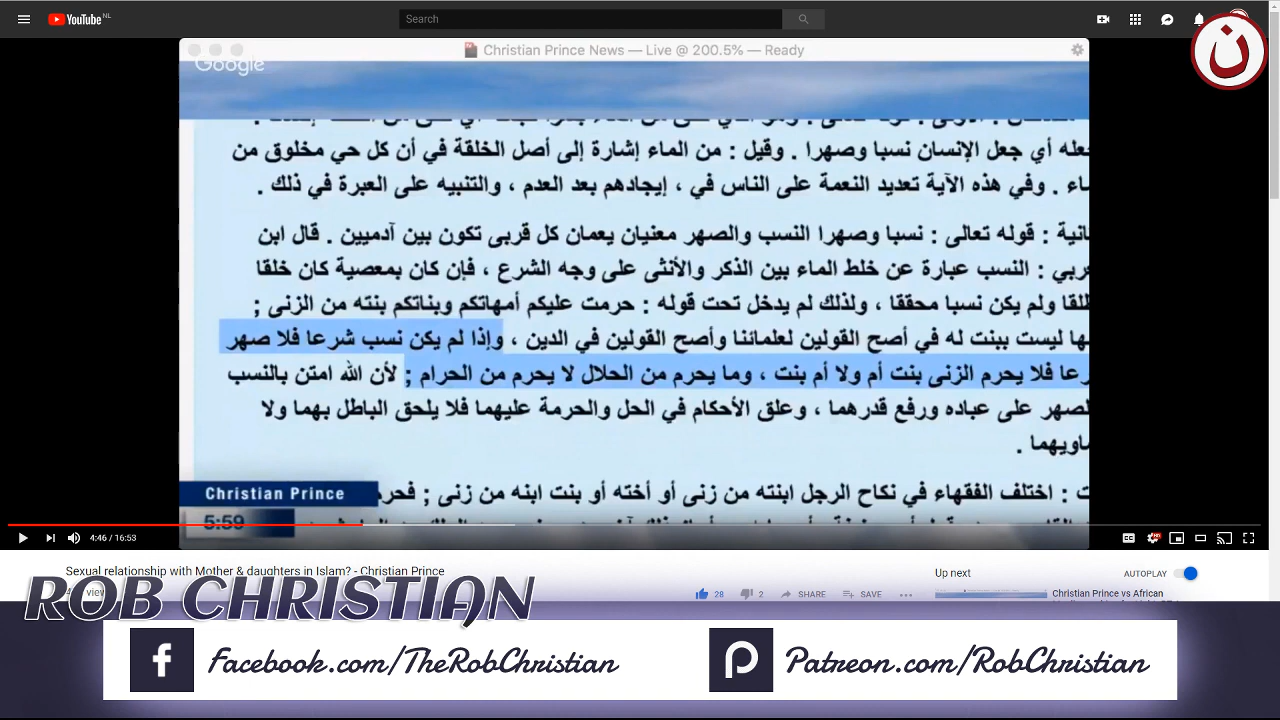 YouTube NL
Search
Christian Prince News — Live @ 200.5% — Ready
Google
ن
جعله أي جعل الإنسان نسبا وصهرا . وقيل : من الماء إشارة إلى أصل الخلقة في أن كل حي مخلوق من
. وفي هذه الآية تعديد النعمة على الناس في ، إيجادهم بعد العدم ، والتنبيه على العبرة في ذلك .
: قوله تعالى : نسبا وصهرا النسب والصهر معنيان يعمان كل قربى تكون بين آدميين . قال ابن
: النسب عبارة عن خلط الماء بين الذكر والأنثى على وجه الشرع ، فإن كان بمعصية كان خلقا
ولم يكن نسبا محققا ، ولذلك لم يدخل تحت قوله : حرمت عليكم أمهاتكم وبناتكم بنته من الزنى ;
ليست ببنت له في أصح القولين لعلمائنا وأصح القولين في الدين ، وإذا لم يكن نسب شرعا فلا صهر
فلا يحرم الزنى بنت أم ولا أم بنت ، وما يحرم من الحلال لا يحرم من الحرام ; لأن الله امتن بالنسب
على عباده ورفع قدرهما ، وعلق الأحكام في الحل والحرمة عليهما فلا يلحق الباطل بهما ولا
: اختلف الفقهاء في نكاح الرجل ابنته من زنى أو أخته أو بنت ابنه من زنى ;
Christian Prince
5:59
4:46 / 16:53
Sexual relationship with Mother & daughters in Islam? - Christian Prince
Up next
AUTOPLAY
28 2 SHARE SAVE
Christian Prince vs African
ROB CHRISTIAN
Facebook.com/TheRobChristian
Patreon.com/RobChristian